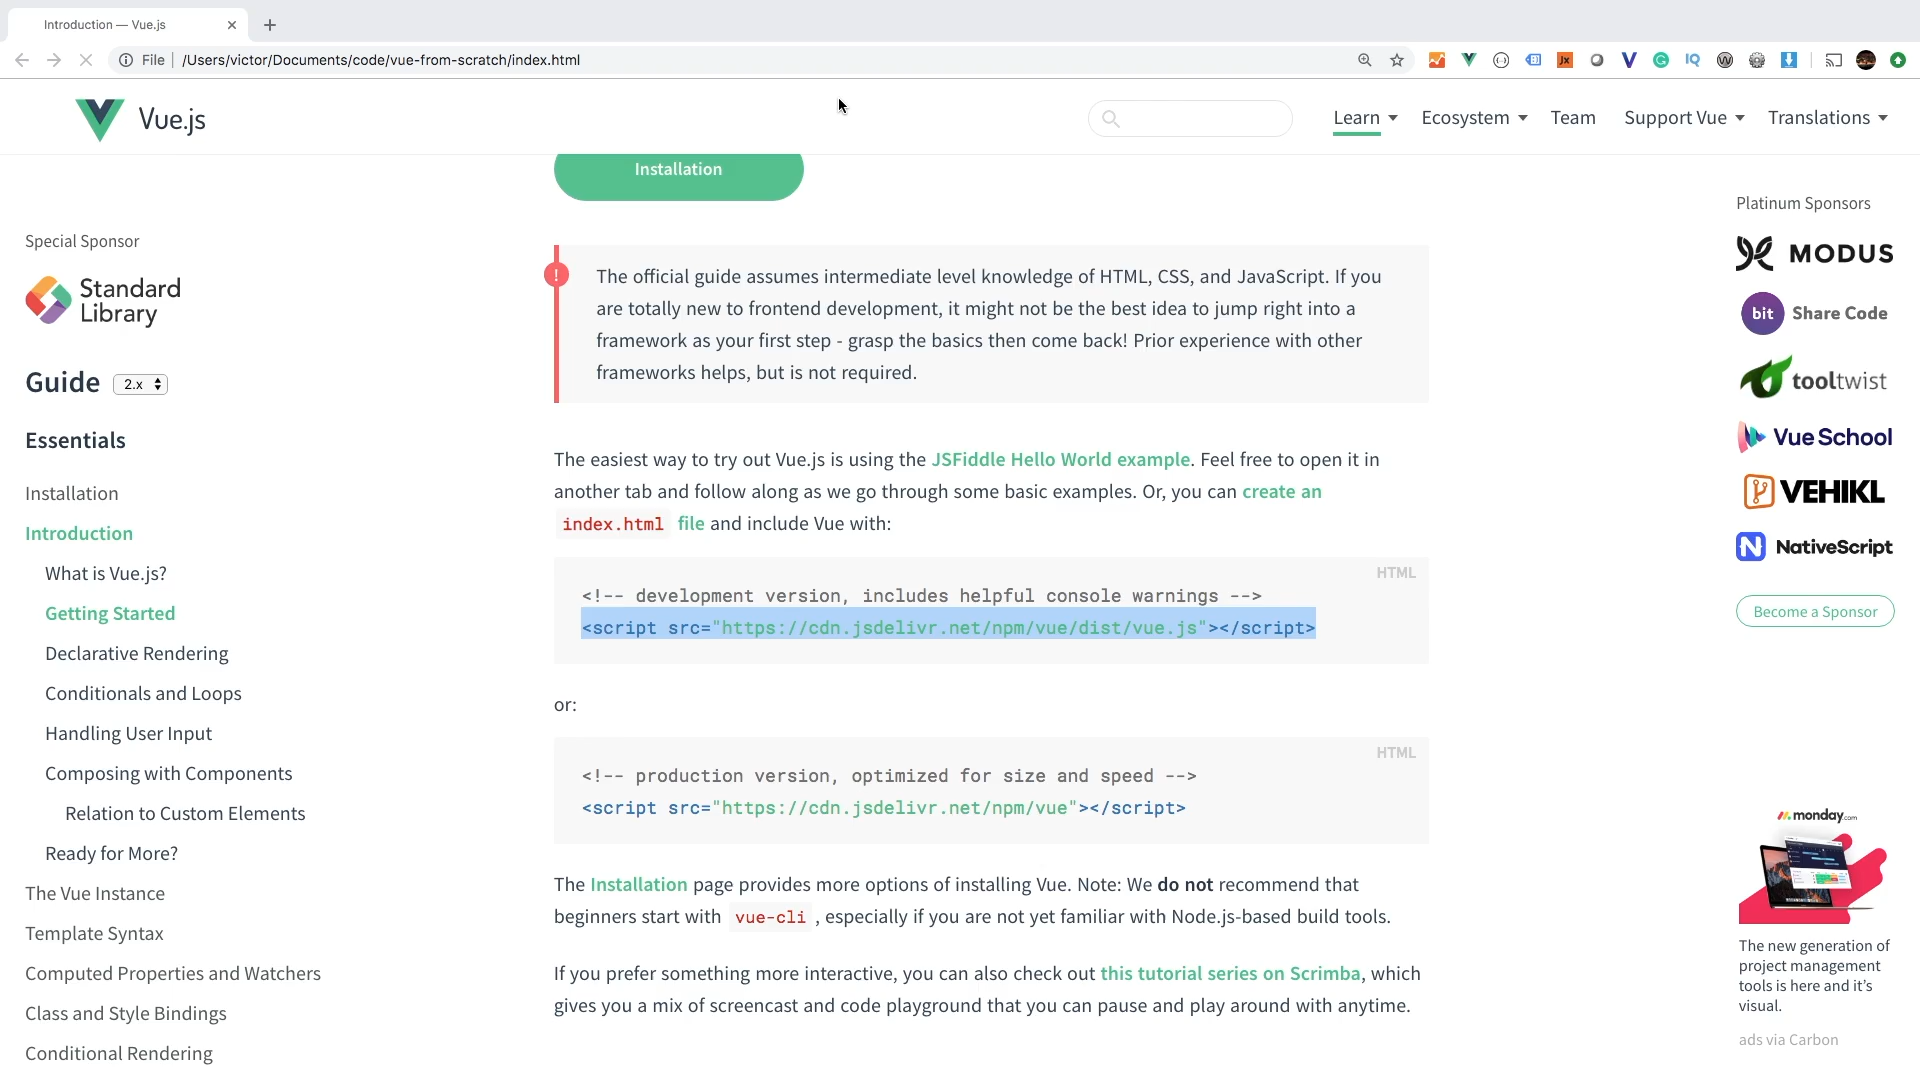 Introduction — Vue.js
File | /Users/victor/Documents/code/vue-from-scratch/index.html
Vue.js
Learn
Ecosystem
Team
Support Vue
Translations
Installation
Special Sponsor
Standard
Library
Guide 2.x
Essentials
Installation
Introduction
What is Vue.js?
Getting Started
Declarative Rendering
Conditionals and Loops
Handling User Input
Composing with Components
Relation to Custom Elements
Ready for More?
The Vue Instance
Template Syntax
Computed Properties and Watchers
Class and Style Bindings
Conditional Rendering
! The official guide assumes intermediate level knowledge of HTML, CSS, and JavaScript. If you
are totally new to frontend development, it might not be the best idea to jump right into a
framework as your first step - grasp the basics then come back! Prior experience with other
frameworks helps, but is not required.
The easiest way to try out Vue.js is using the JSFiddle Hello World example. Feel free to open it in
another tab and follow along as we go through some basic examples. Or, you can create an
index.html file and include Vue with:
HTML
<!-- development version, includes helpful console warnings -->
<script src="https://cdn.jsdelivr.net/npm/vue/dist/vue.js"></script>
or:
HTML
<!-- production version, optimized for size and speed -->
<script src="https://cdn.jsdelivr.net/npm/vue"></script>
The Installation page provides more options of installing Vue. Note: We do not recommend that
beginners start with vue-cli , especially if you are not yet familiar with Node.js-based build tools.
If you prefer something more interactive, you can also check out this tutorial series on Scrimba, which
gives you a mix of screencast and code playground that you can pause and play around with anytime.
Platinum Sponsors
MODUS
bit Share Code
tooltwist
Vue School
VEHIKL
N NativeScript
Become a Sponsor
monday.com
The new generation of
project management
tools is here and it's
visual.
ads via Carbon